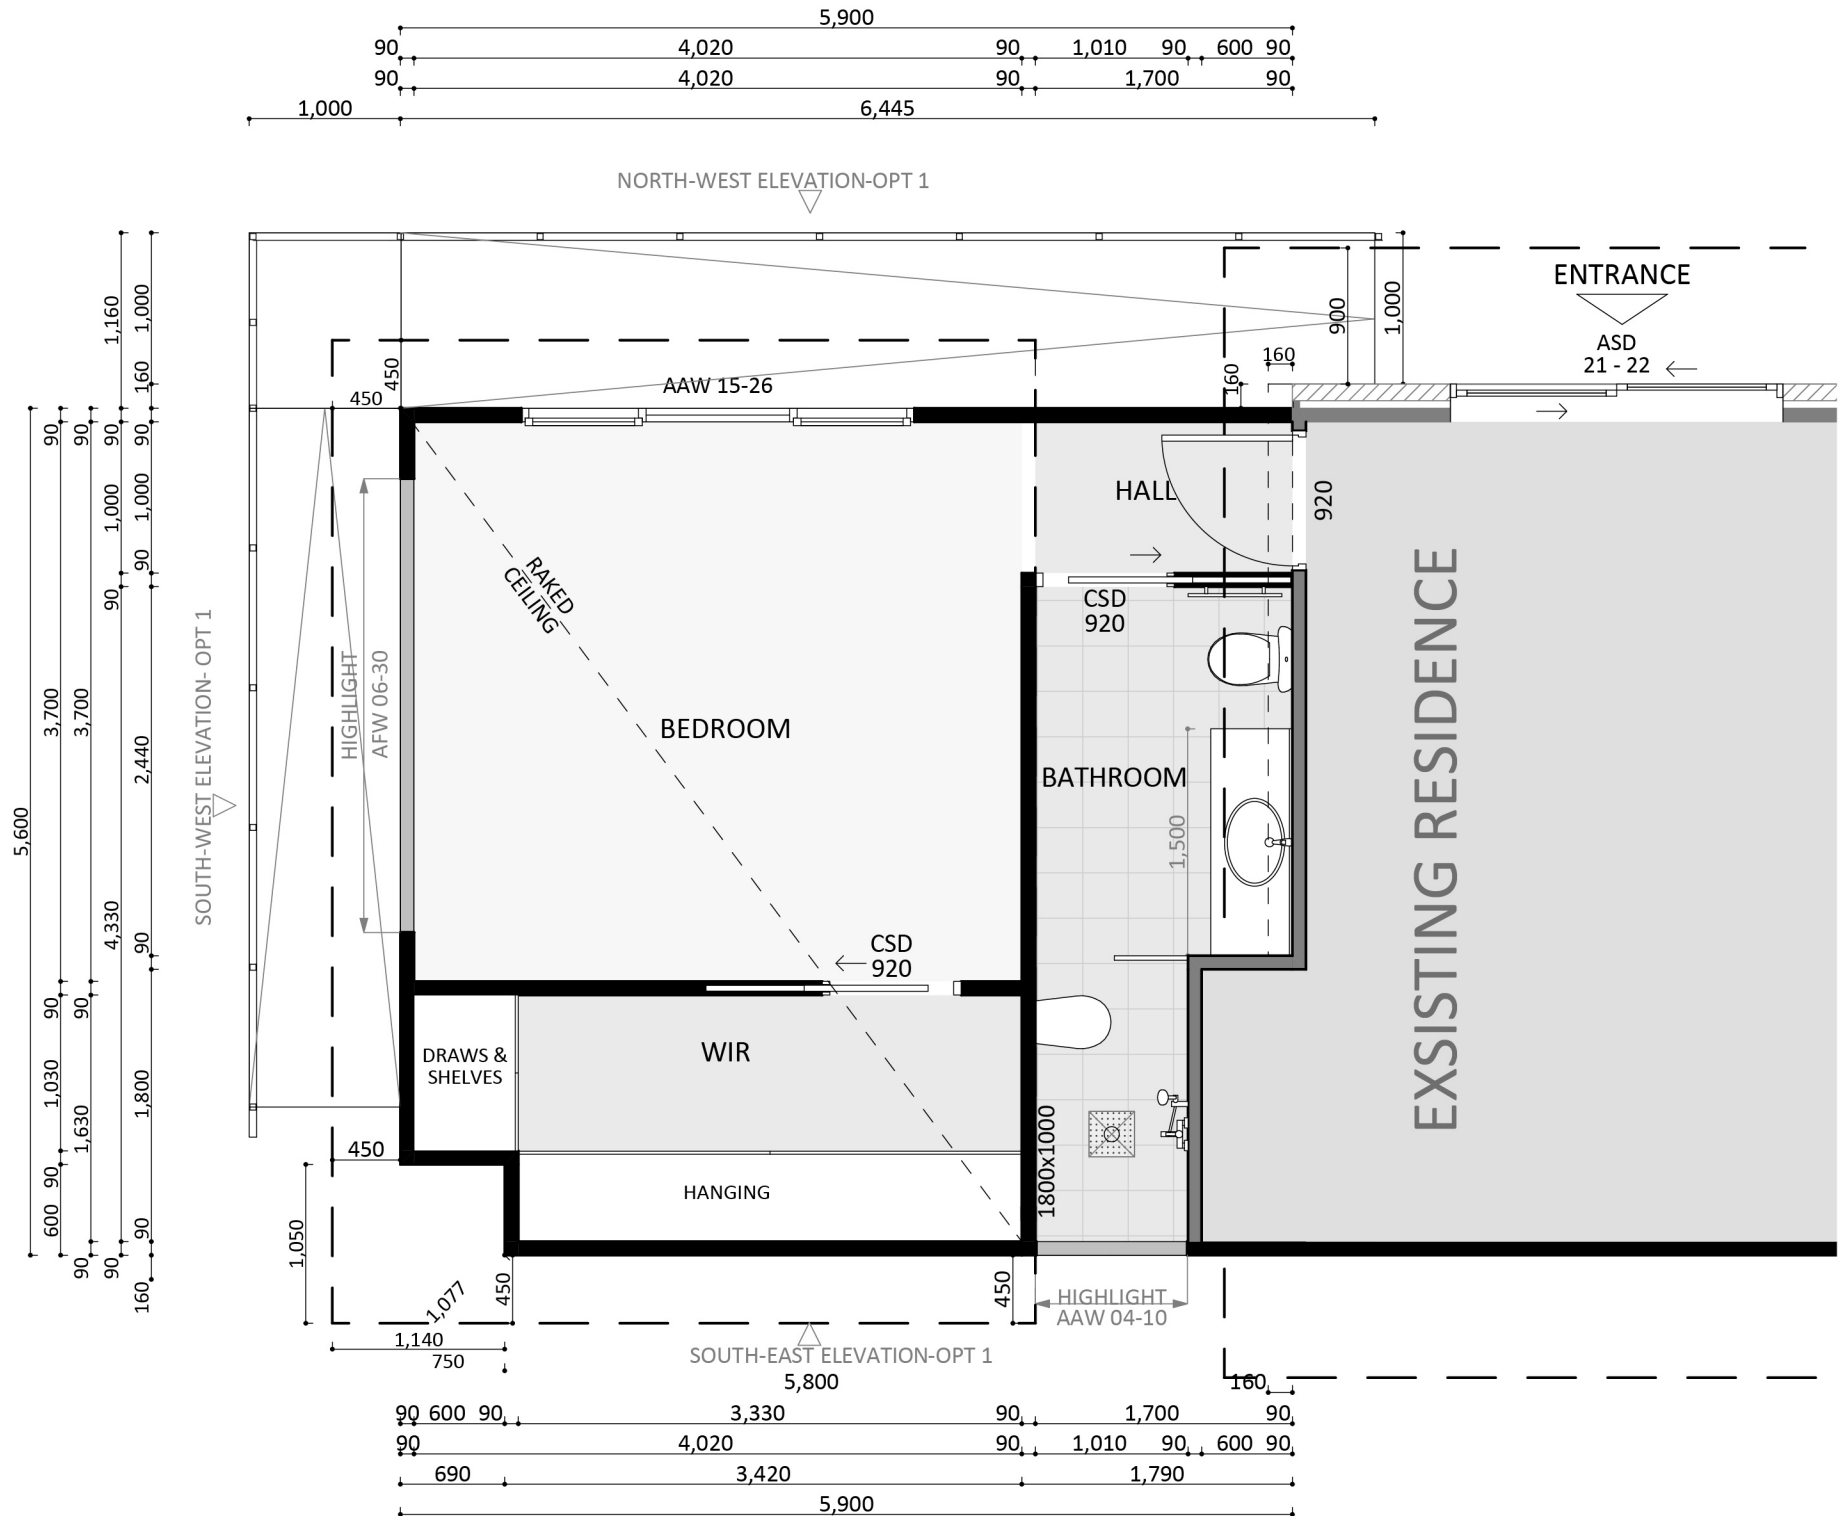 5,900
90 4,020 90 1,010 90 600 90
90 4,020 90 1,700 90
1,000 6,445
NORTH-WEST ELEVATION-OPT 1
ENTRANCE
ASD
21 - 22
900
1,000
160
160
450
450
AAW 15-26
1,160
1,000
160
90
90
90
90
1,000
1,000
90
90
HALL
920
CSD
920
RAKED
CEILING
HIGHLIGHT
AFW 06-30
SOUTH-WEST ELEVATION- OPT 1
BEDROOM
BATHROOM
1,500
EXSISTING RESIDENCE
3,700
3,700
2,440
5,600
4,330
90
CSD
920
90
90
WIR
DRAWS &
SHELVES
1,030
1,630
1,800
450
HANGING
1800x1000
90
600
90
90
90
160
1,050
1,077
450
450
HIGHLIGHT
AAW 04-10
1,140
750
SOUTH-EAST ELEVATION-OPT 1
5,800
160
90 600 90 3,330 90 1,700 90
90 4,020 90 1,010 90 600 90
690 3,420 1,790
5,900